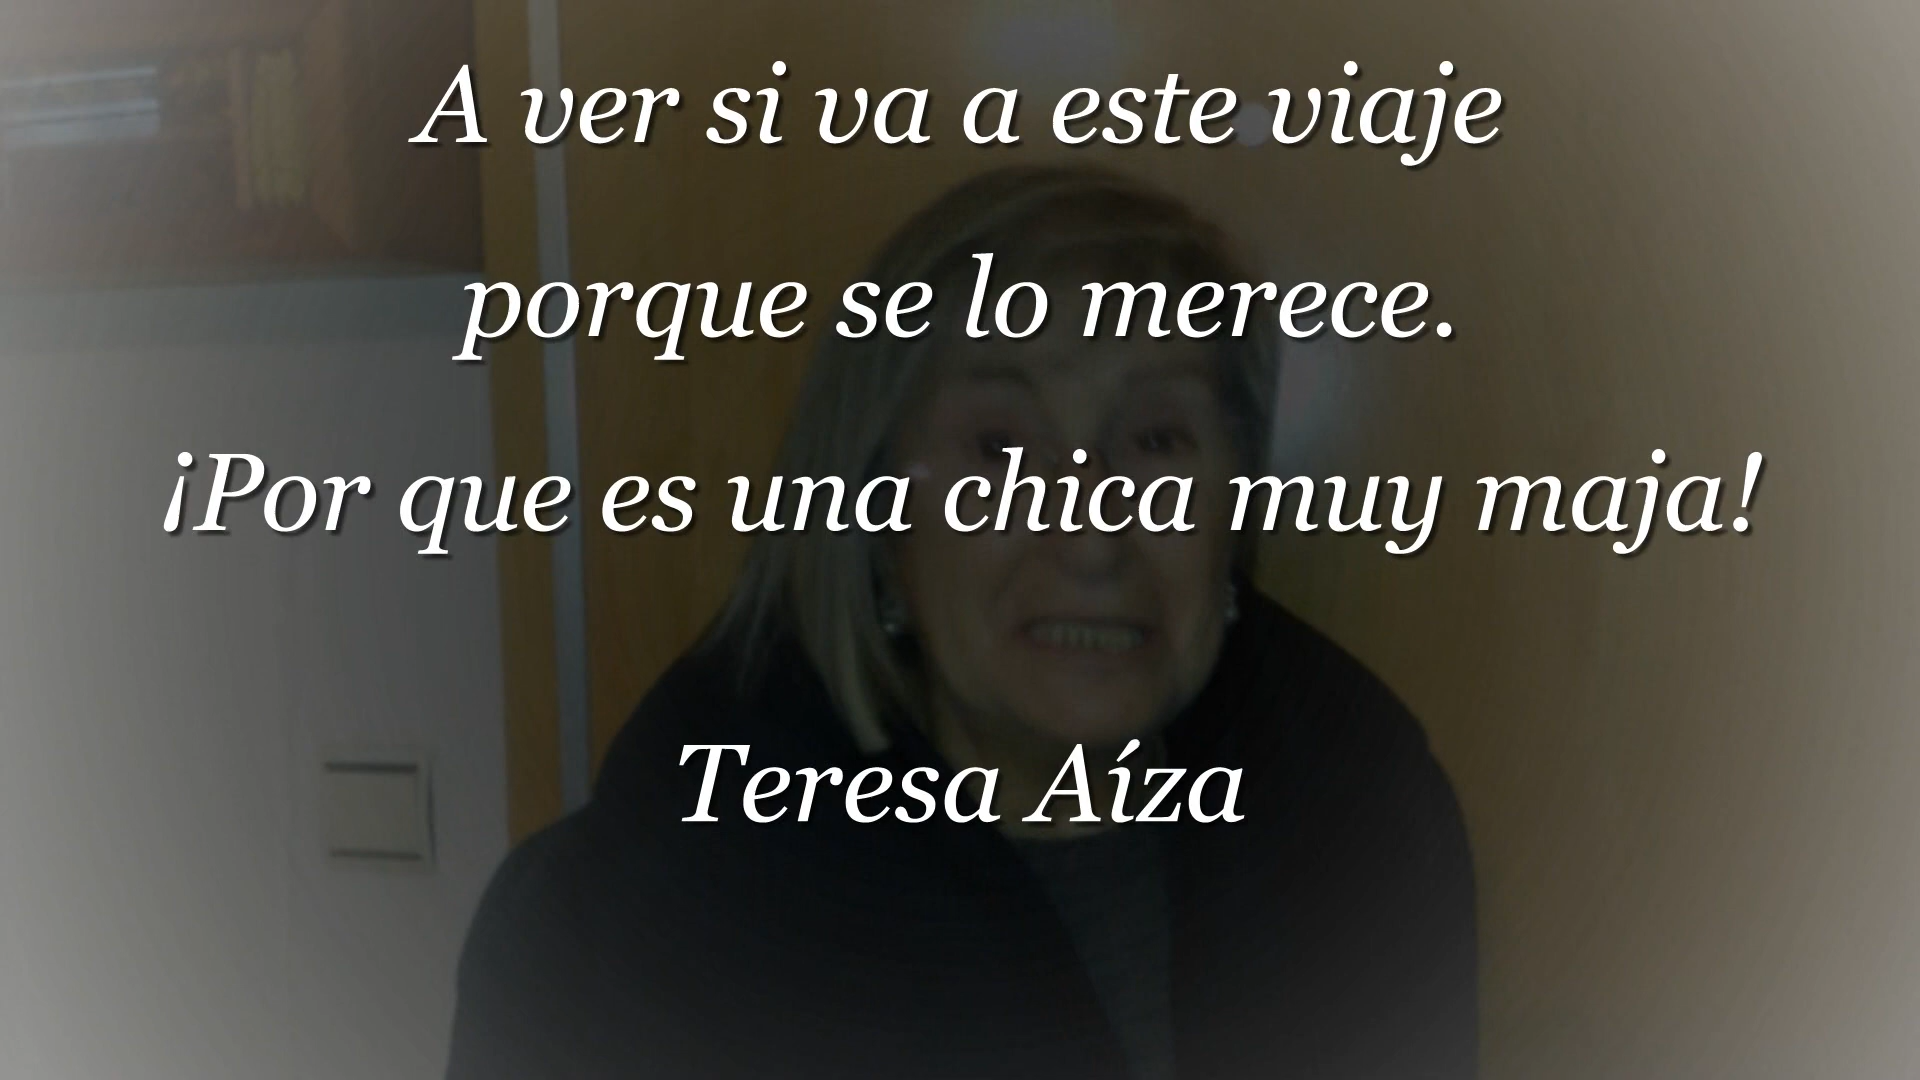 A ver si va a este viaje
porque se lo merece.
¡Por que es una chica muy maja!
Teresa Aíza